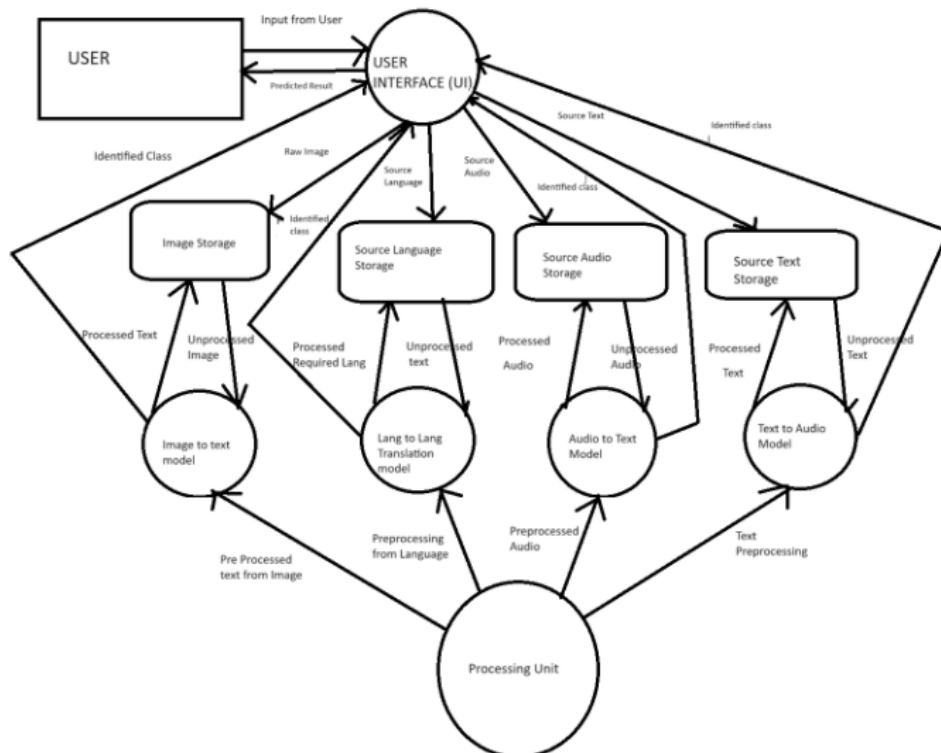 Input from User
USER
USER
INTERFACE (UI)
Predicted Result
Source Text
Identified class
Identified Class
Raw Image
Source
Language
Source
Audio
Identified class
Identified
class
Image Storage
Source Language
Storage
Source Audio
Storage
Source Text
Storage
Processed Text
Unprocessed
Image
Processed
Required Lang
Unprocessed
text
Processed
Audio
Unprocessed
Audio
Processed
Text
Unprocessed
Text
Image to text
model
Lang to Lang
Translation
model
Audio to Text
Model
Text to Audio
Model
Pre Processed
text from Image
Preprocessing
from Language
Preprocessed
Audio
Text
Preprocessing
Processing Unit